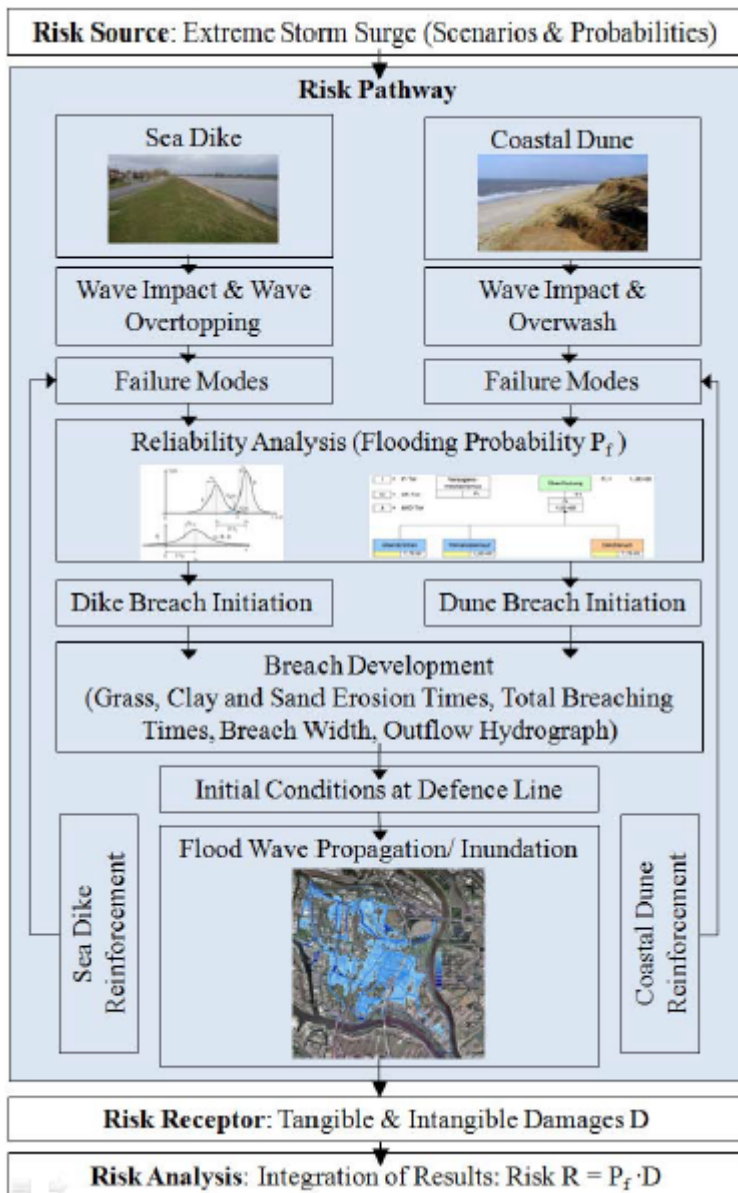 Risk Source: Extreme Storm Surge (Scenarios & Probabilities)
Risk Pathway
Sea Dike
Coastal Dune
Wave Impact & Wave
Overtopping
Wave Impact &
Overwash
Failure Modes
Failure Modes
Reliability Analysis (Flooding Probability Pf )
Dike Breach Initiation
Dune Breach Initiation
Breach Development
(Grass, Clay and Sand Erosion Times, Total Breaching
Times, Breach Width, Outflow Hydrograph)
Initial Conditions at Defence Line
Flood Wave Propagation/ Inundation
Sea Dike
Reinforcement
Coastal Dune
Reinforcement
Risk Receptor: Tangible & Intangible Damages D
Risk Analysis: Integration of Results: Risk R = Pf ·D